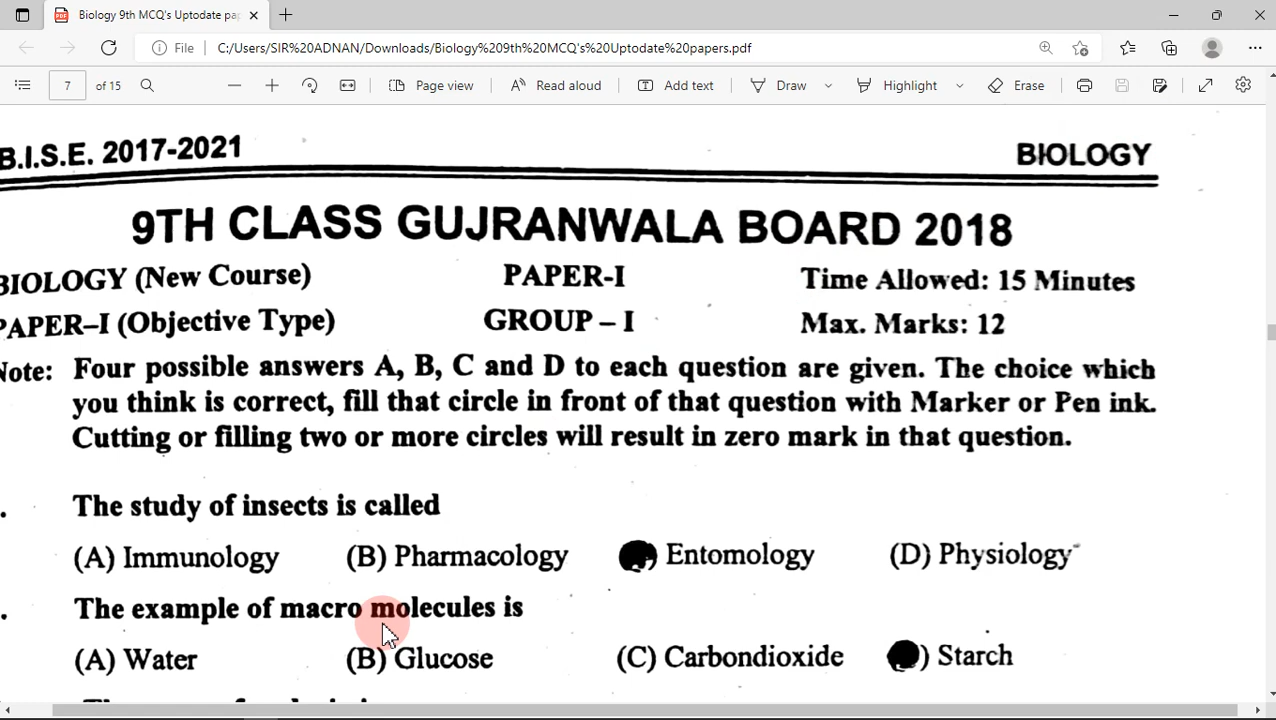 Biology 9th MCQ's Uptodate pap
File C:/Users/SIR%20ADNAN/Downloads/Biology%209th%20MCQ's%20Uptodate%20papers.pdf
7 of 15 Page view Read aloud Add text Draw Highlight Erase
B.I.S.E. 2017-2021 BIOLOGY
9TH CLASS GUJRANWALA BOARD 2018
BIOLOGY (New Course) PAPER-I Time Allowed: 15 Minutes
PAPER–I (Objective Type) GROUP – I Max. Marks: 12
Note: Four possible answers A, B, C and D to each question are given. The choice which
you think is correct, fill that circle in front of that question with Marker or Pen ink.
Cutting or filling two or more circles will result in zero mark in that question.
. The study of insects is called
(A) Immunology (B) Pharmacology ) Entomology (D) Physiology
. The example of macro molecules is
(A) Water (B) Glucose (C) Carbondioxide ) Starch